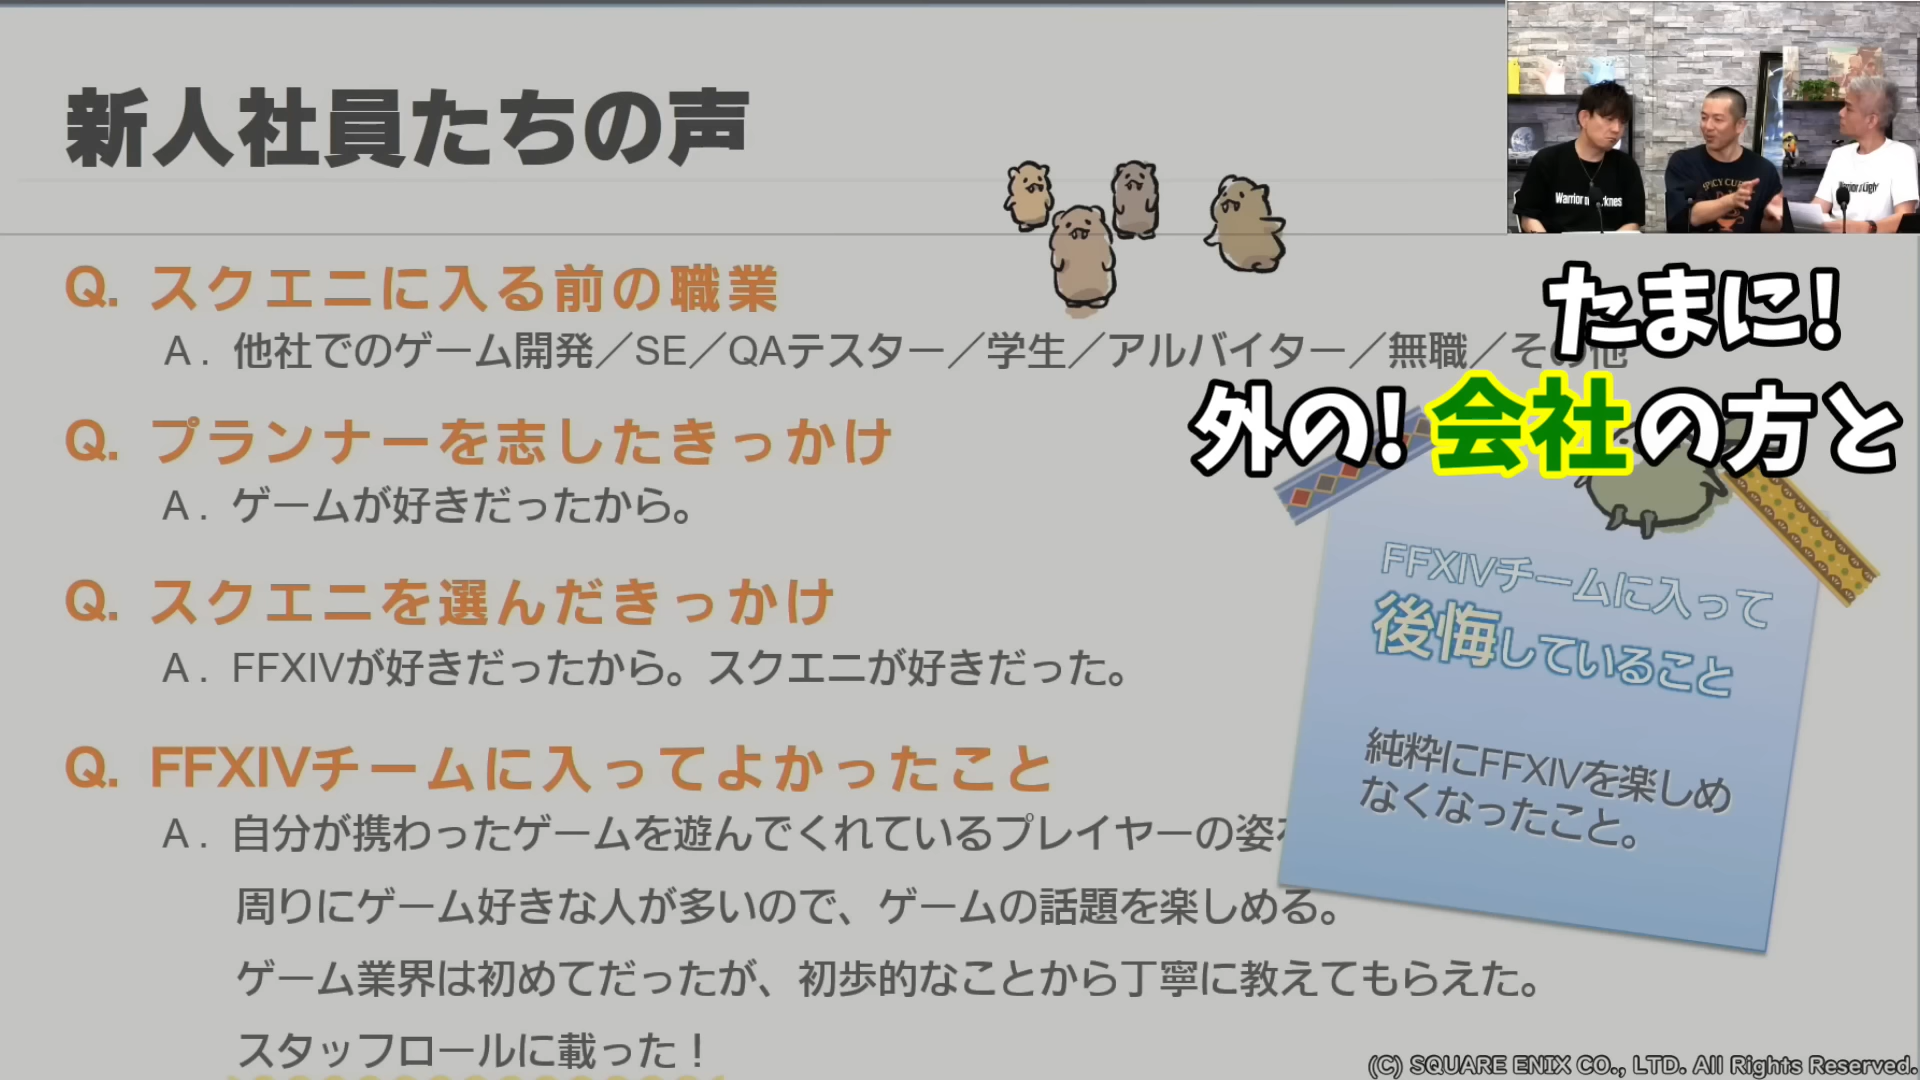 新人社員たちの声
Q. スクエニに入る前の職業
A. 他社でのゲーム開発／SE／QAテスター／学生／アルバイター／無職／その他
Q. プランナーを志したきっかけ
A. ゲームが好きだったから。
Q. スクエニを選んだきっかけ
A. FFXIVが好きだったから。スクエニが好きだった。
Q. FFXIVチームに入ってよかったこと
A. 自分が携わったゲームを遊んでくれているプレイヤーの姿
周りにゲーム好きな人が多いので、ゲームの話題を楽しめる。
ゲーム業界は初めてだったが、初歩的なことから丁寧に教えてもらえた。
スタッフロールに載った！
たまに!
外の!会社の方と
FFXIVチームに入って
後悔していること
純粋にFFXIVを楽しめ
なくなったこと。
Warrior
(C) SQUARE ENIX CO., LTD. All Rights Reserved.